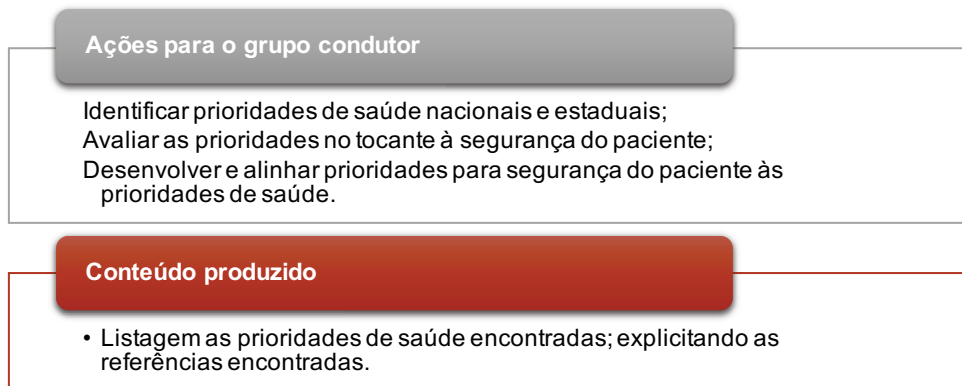 Ações para o grupo condutor
Identificar prioridades de saúde nacionais e estaduais;
Avaliar as prioridades no tocante à segurança do paciente;
Desenvolver e alinhar prioridades para segurança do paciente às
prioridades de saúde.
Conteúdo produzido
• Listagem as prioridades de saúde encontradas; explicitando as
referências encontradas.